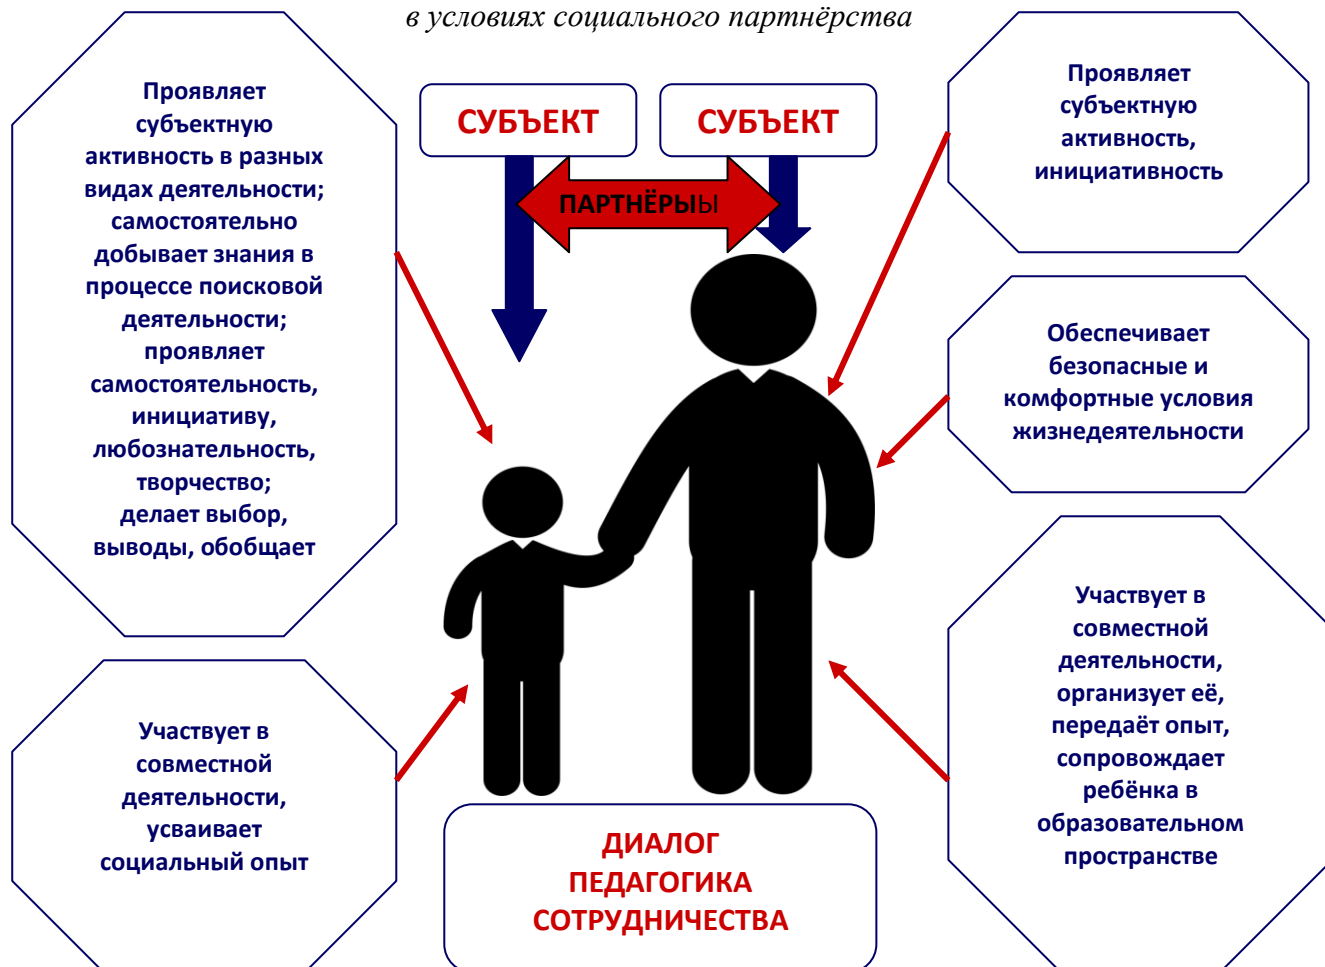 в условиях социального партнёрства
СУБЪЕКТ
СУБЪЕКТ
ПАРТНЁРЫЫ
Проявляет
субъектную
активность в разных
видах деятельности;
самостоятельно
добывает знания в
процессе поисковой
деятельности;
проявляет
самостоятельность,
инициативу,
любознательность,
творчество;
делает выбор,
выводы, обобщает
Участвует в
совместной
деятельности,
усваивает
социальный опыт
Проявляет
субъектную
активность,
инициативность
Обеспечивает
безопасные и
комфортные условия
жизнедеятельности
Участвует в
совместной
деятельности,
организует её,
передаёт опыт,
сопровождает
ребёнка в
образовательном
пространстве
ДИАЛОГ
ПЕДАГОГИКА
СОТРУДНИЧЕСТВА